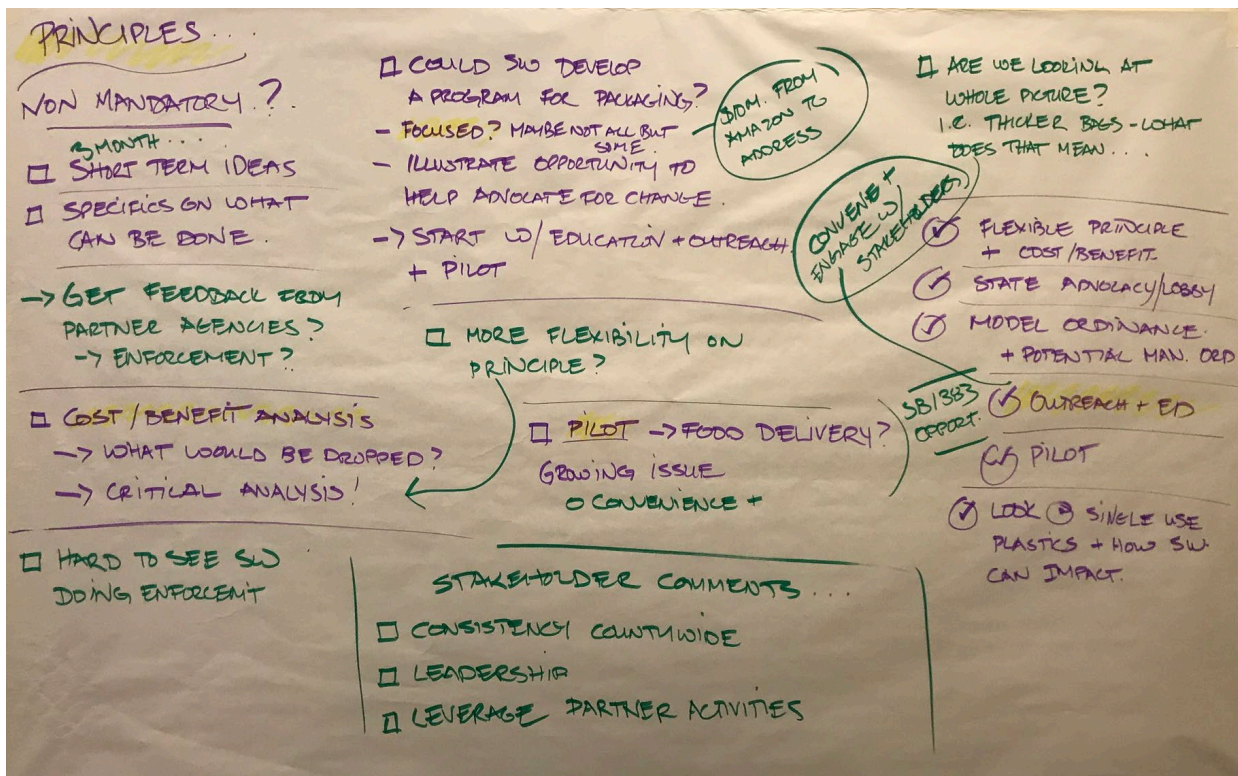 PRINCIPLES...
NON MANDATORY?.
3 MONTH...
□ SHORT TERM IDEAS
□ SPECIFICS ON WHAT
CAN BE DONE.
-> GET FEEDBACK FROM
PARTNER AGENCIES?
-> ENFORCEMENT?
□ COST/BENEFIT ANALYSIS
-> WHAT WOULD BE DROPPED?
-> CRITICAL ANALYSIS!
□ HARD TO SEE SW
DOING ENFORCEM'T
□ COULD SW DEVELOP
A PROGRAM FOR PACKAGING?
- FOCUSED? MAYBE NOT ALL BUT
SOME.
- ILLUSTRATE OPPORTUNITY TO
HELP ADVOCATE FOR CHANGE.
-> START W/ EDUCATION + OUTREACH
+ PILOT
FROM
AMAZON TO
ADDRESS
□ MORE FLEXIBILITY ON
PRINCIPLE?
□ PILOT -> FOOD DELIVERY?
GROWING ISSUE
O CONVENIENCE +
STAKEHOLDER COMMENTS...
□ CONSISTENCY COUNTYWIDE
□ LEADERSHIP
□ LEVERAGE PARTNER ACTIVITIES
□ ARE WE LOOKING AT
WHOLE PICTURE?
I.E. THICKER BAGS - WHAT
DOES THAT MEAN...
CONVENE +
ENGAGE W/
STAKEHOLDERS
✓ FLEXIBLE PRINCIPLE
+ COST/BENEFIT.
✓ STATE ADVOCACY/LOBBY
✓ MODEL ORDINANCE.
+ POTENTIAL MAN. ORD
SB1383
OPPORT.
✓ OUTREACH + ED
✓ PILOT
✓ LOOK @ SINGLE USE
PLASTICS + HOW SW.
CAN IMPACT.